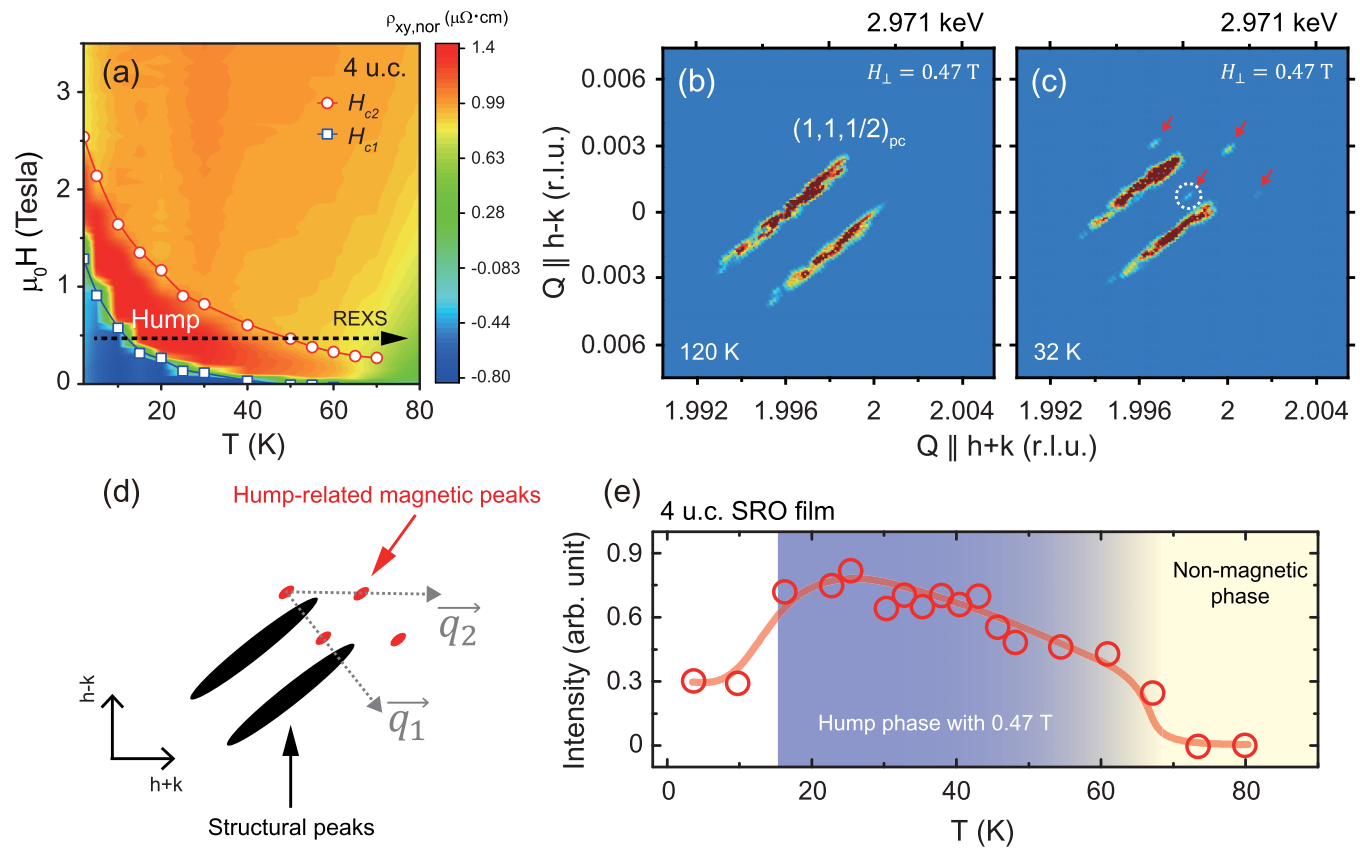 ρxy,nor (μΩ·cm)
(a)
4 u.c.
Hc2
Hc1
Hump
REXS
μ0H (Tesla)
3
2
1
0
20
40
60
80
T (K)
1.4
0.99
0.63
0.28
-0.083
-0.44
-0.80
2.971 keV
(b)
H⊥ = 0.47 T
(1,1,1/2)pc
120 K
Q ∥ h-k (r.l.u.)
0.006
0.003
0
0.003
0.006
1.992
1.996
2
2.004
2.971 keV
(c)
H⊥ = 0.47 T
32 K
1.992
1.996
2
2.004
Q ∥ h+k (r.l.u.)
(d)
Hump-related magnetic peaks
q2
q1
h-k
h+k
Structural peaks
(e)
4 u.c. SRO film
Intensity (arb. unit)
0.9
0.6
0.3
0
Non-magnetic
phase
Hump phase with 0.47 T
0
20
40
60
80
T (K)